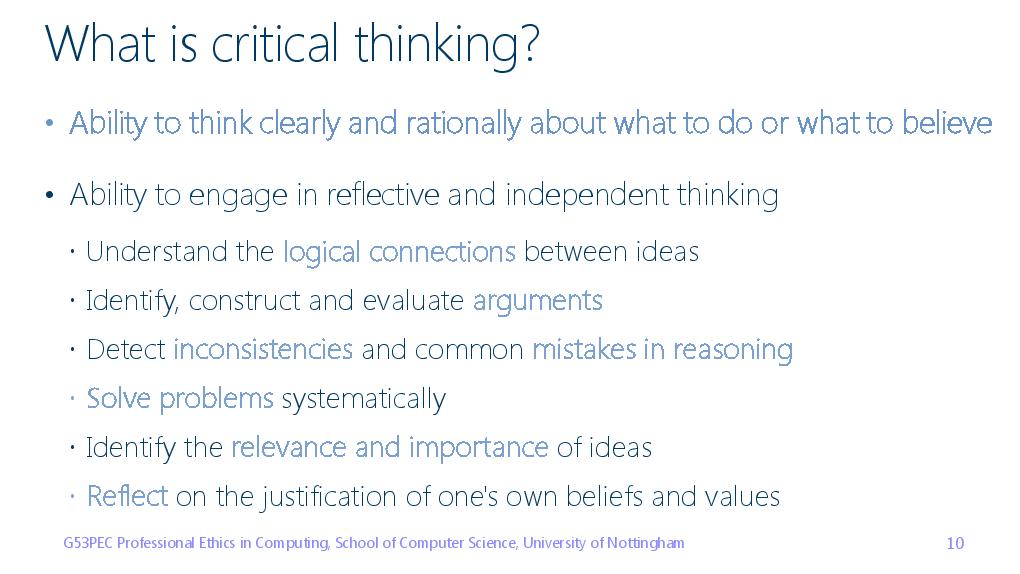 What is critical thinking?
• Ability to think clearly and rationally about what to do or what to believe
• Ability to engage in reflective and independent thinking
· Understand the logical connections between ideas
· Identify, construct and evaluate arguments
· Detect inconsistencies and common mistakes in reasoning
· Solve problems systematically
· Identify the relevance and importance of ideas
· Reflect on the justification of one's own beliefs and values
G53PEC Professional Ethics in Computing, School of Computer Science, University of Nottingham 10